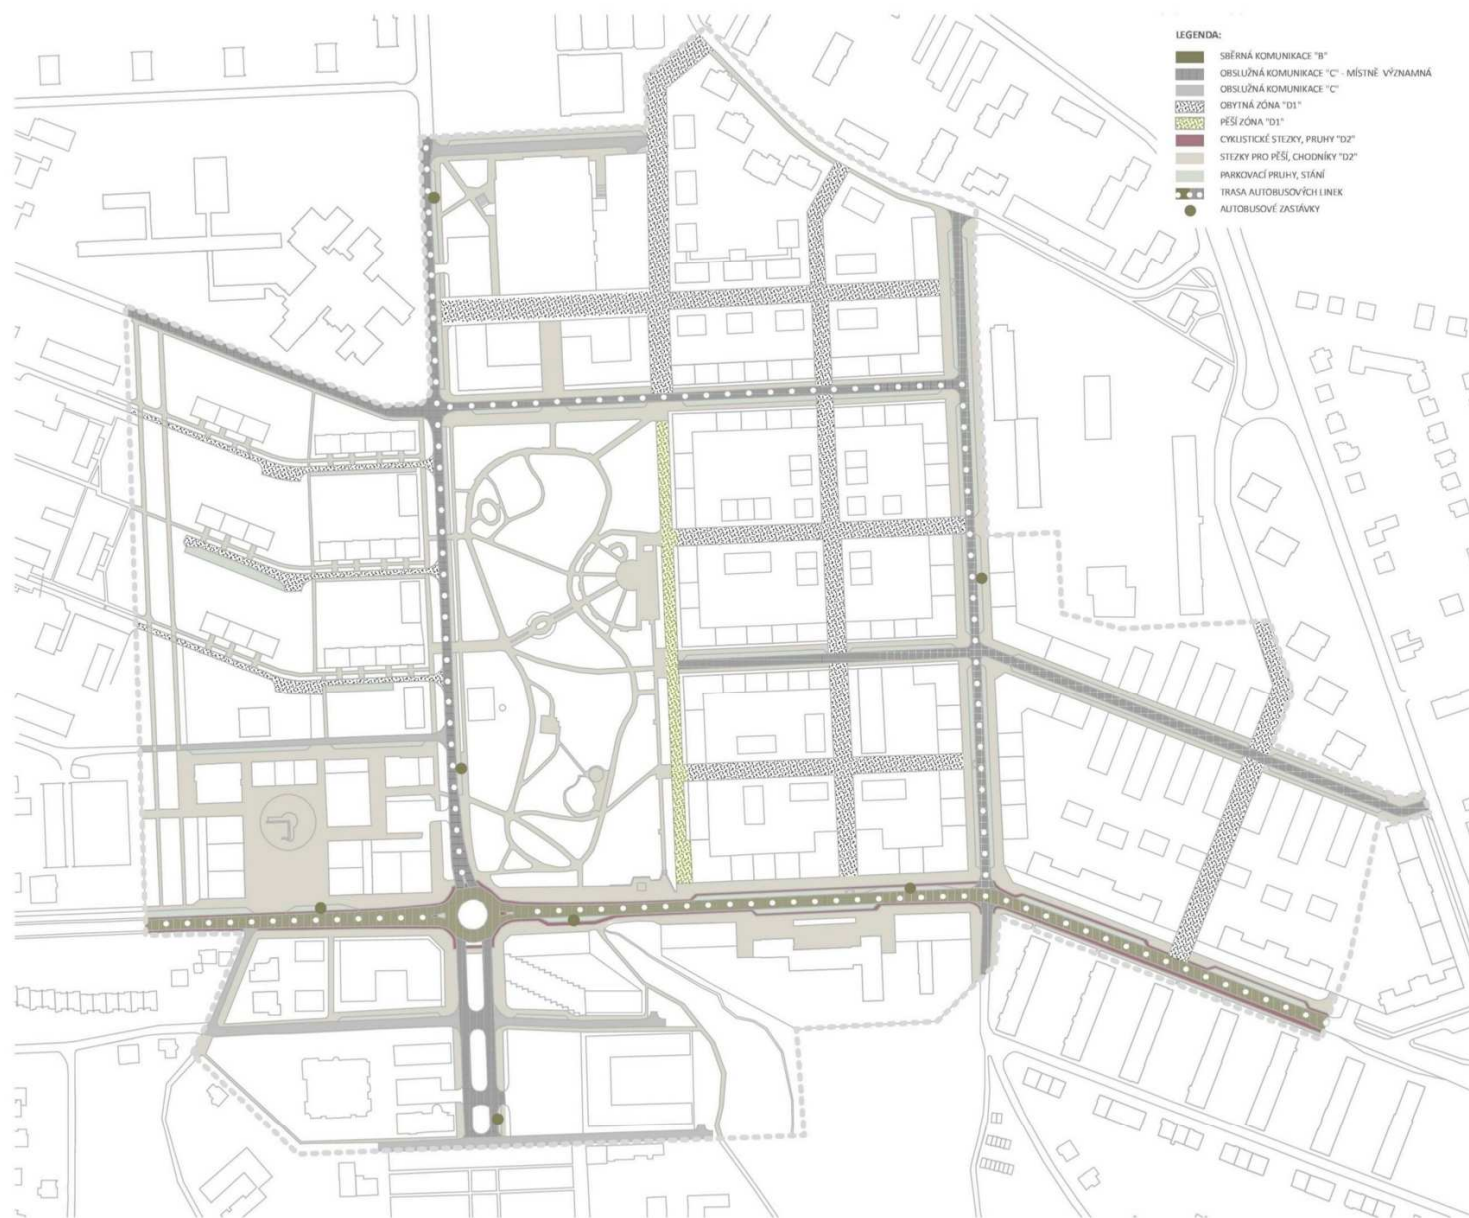 LEGENDA:
SBĚRNÁ KOMUNIKACE "B"
OBSLUŽNÁ KOMUNIKACE "C" - MÍSTNĚ VÝZNAMNÁ
OBSLUŽNÁ KOMUNIKACE "C"
OBYTNÁ ZÓNA "D1"
PĚŠÍ ZÓNA "D1"
CYKLISTICKÉ STEZKY, PRUHY "D2"
STEZKY PRO PĚŠÍ, CHODNÍKY "D2"
PARKOVACÍ PRUHY, STÁNÍ
TRASA AUTOBUSOVÝCH LINEK
AUTOBUSOVÉ ZASTÁVKY